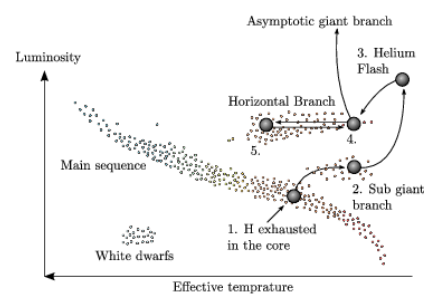 Asymptotic giant branch
Luminosity
3. Helium
Flash
Horizontal Branch
4.
5.
Main sequence
2. Sub giant
branch
1. H exhausted
in the core
White dwarfs
Effective temprature